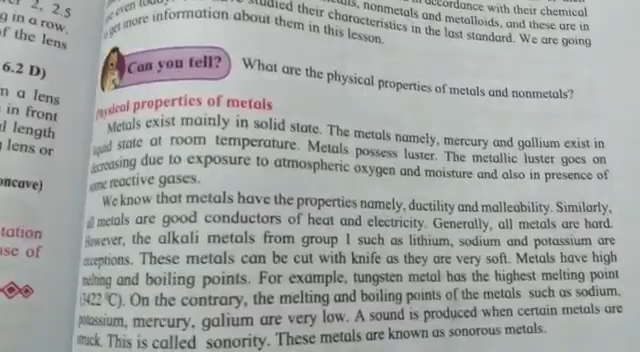 2, 2.5
g in a row.
of the lens
6.2 D)
n a lens
in front
length
lens or
oncave)
tation
use of
accordance with their chemical
nonmetals and metalloids, and these are in
studied their characteristics in the last standard. We are going
get more information about them in this lesson.
Can you tell? What are the physical properties of metals and nonmetals?
Physical properties of metals
Metals exist mainly in solid state. The metals namely, mercury and gallium exist in
liquid state at room temperature. Metals possess luster. The metallic luster goes on
decreasing due to exposure to atmospheric oxygen and moisture and also in presence of
some reactive gases.
We know that metals have the properties namely, ductility and malleability. Similarly,
all metals are good conductors of heat and electricity. Generally, all metals are hard.
However, the alkali metals from group 1 such as lithium, sodium and potassium are
exceptions. These metals can be cut with knife as they are very soft. Metals have high
melting and boiling points. For example, tungsten metal has the highest melting point
(3422 °C). On the contrary, the melting and boiling points of the metals such as sodium,
potassium, mercury, galium are very low. A sound is produced when certain metals are
struck. This is called sonority. These metals are known as sonorous metals.